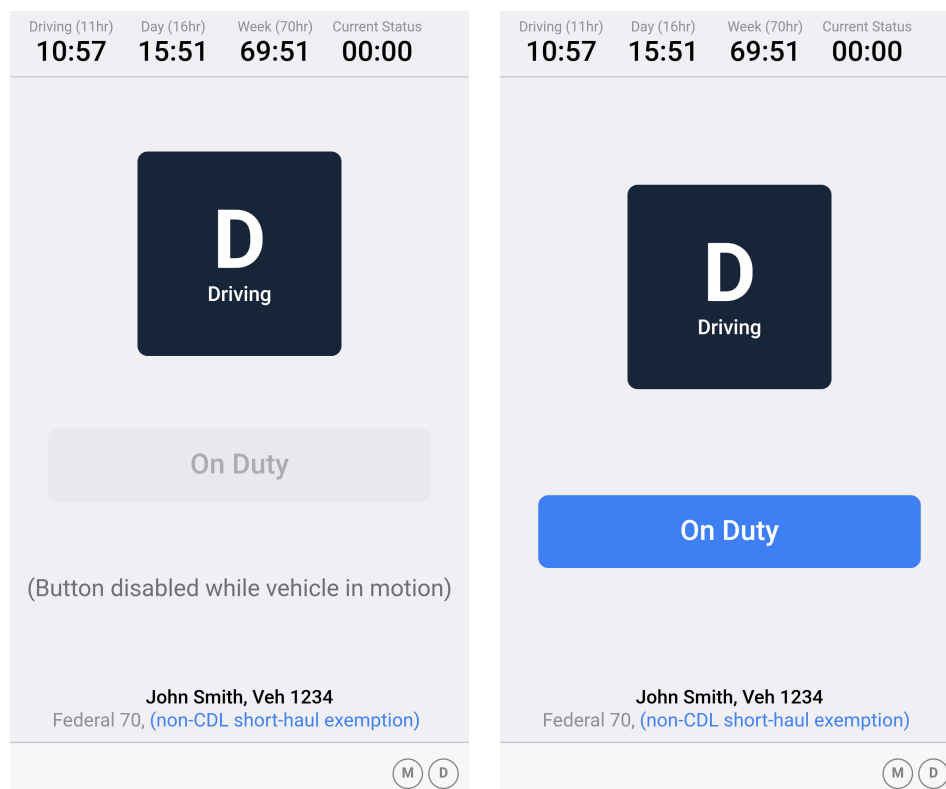 Driving (11hr) Day (16hr) Week (70hr) Current Status
10:57 15:51 69:51 00:00
D
Driving
On Duty
(Button disabled while vehicle in motion)
John Smith, Veh 1234
Federal 70, (non-CDL short-haul exemption)
M D
Driving (11hr) Day (16hr) Week (70hr) Current Status
10:57 15:51 69:51 00:00
D
Driving
On Duty
John Smith, Veh 1234
Federal 70, (non-CDL short-haul exemption)
M D